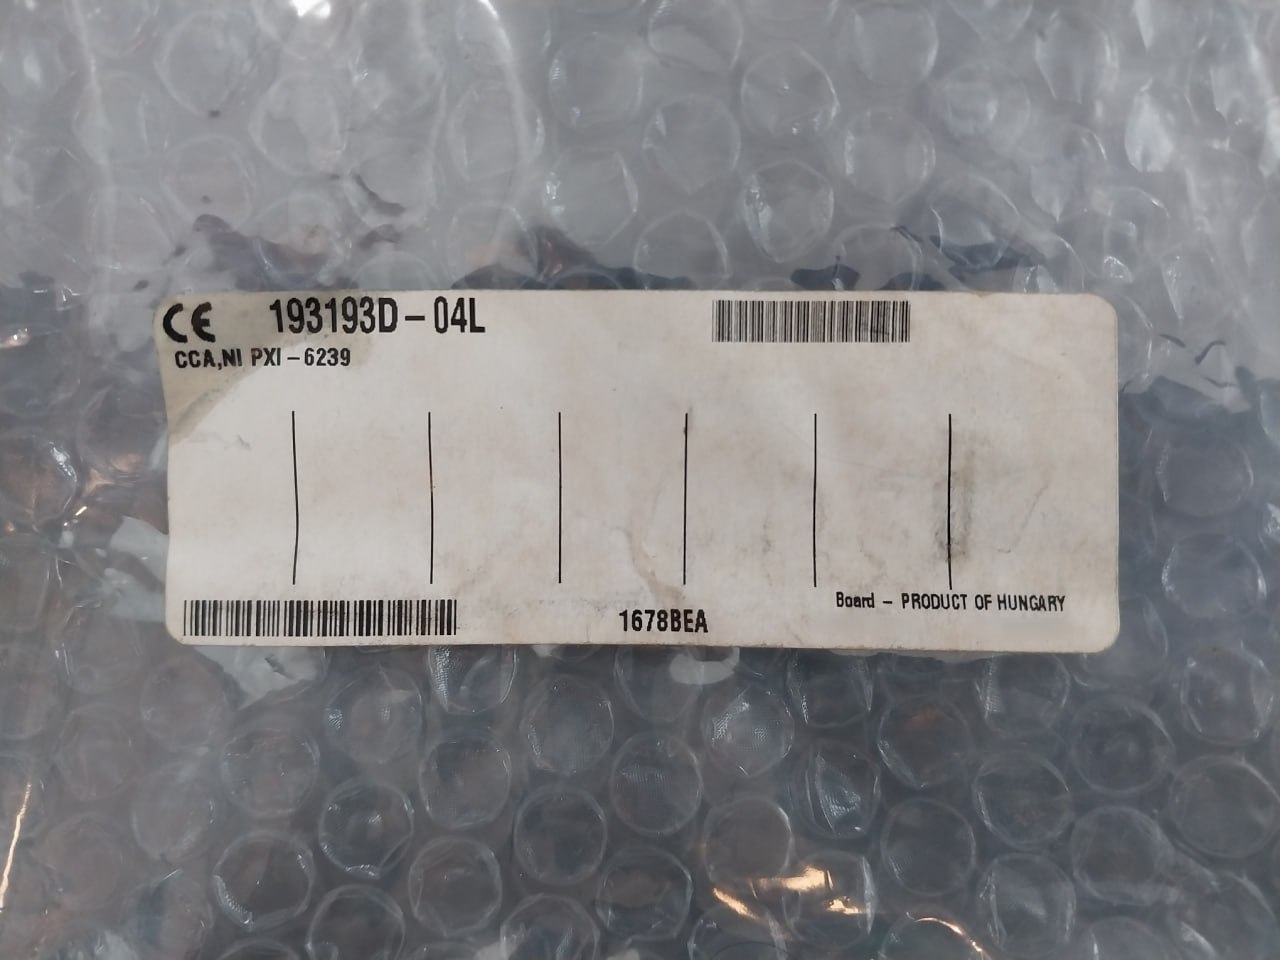 CE 193193D-04L
CCA,NI PXI-6239
Board - PRODUCT OF HUNGARY
1678BEA